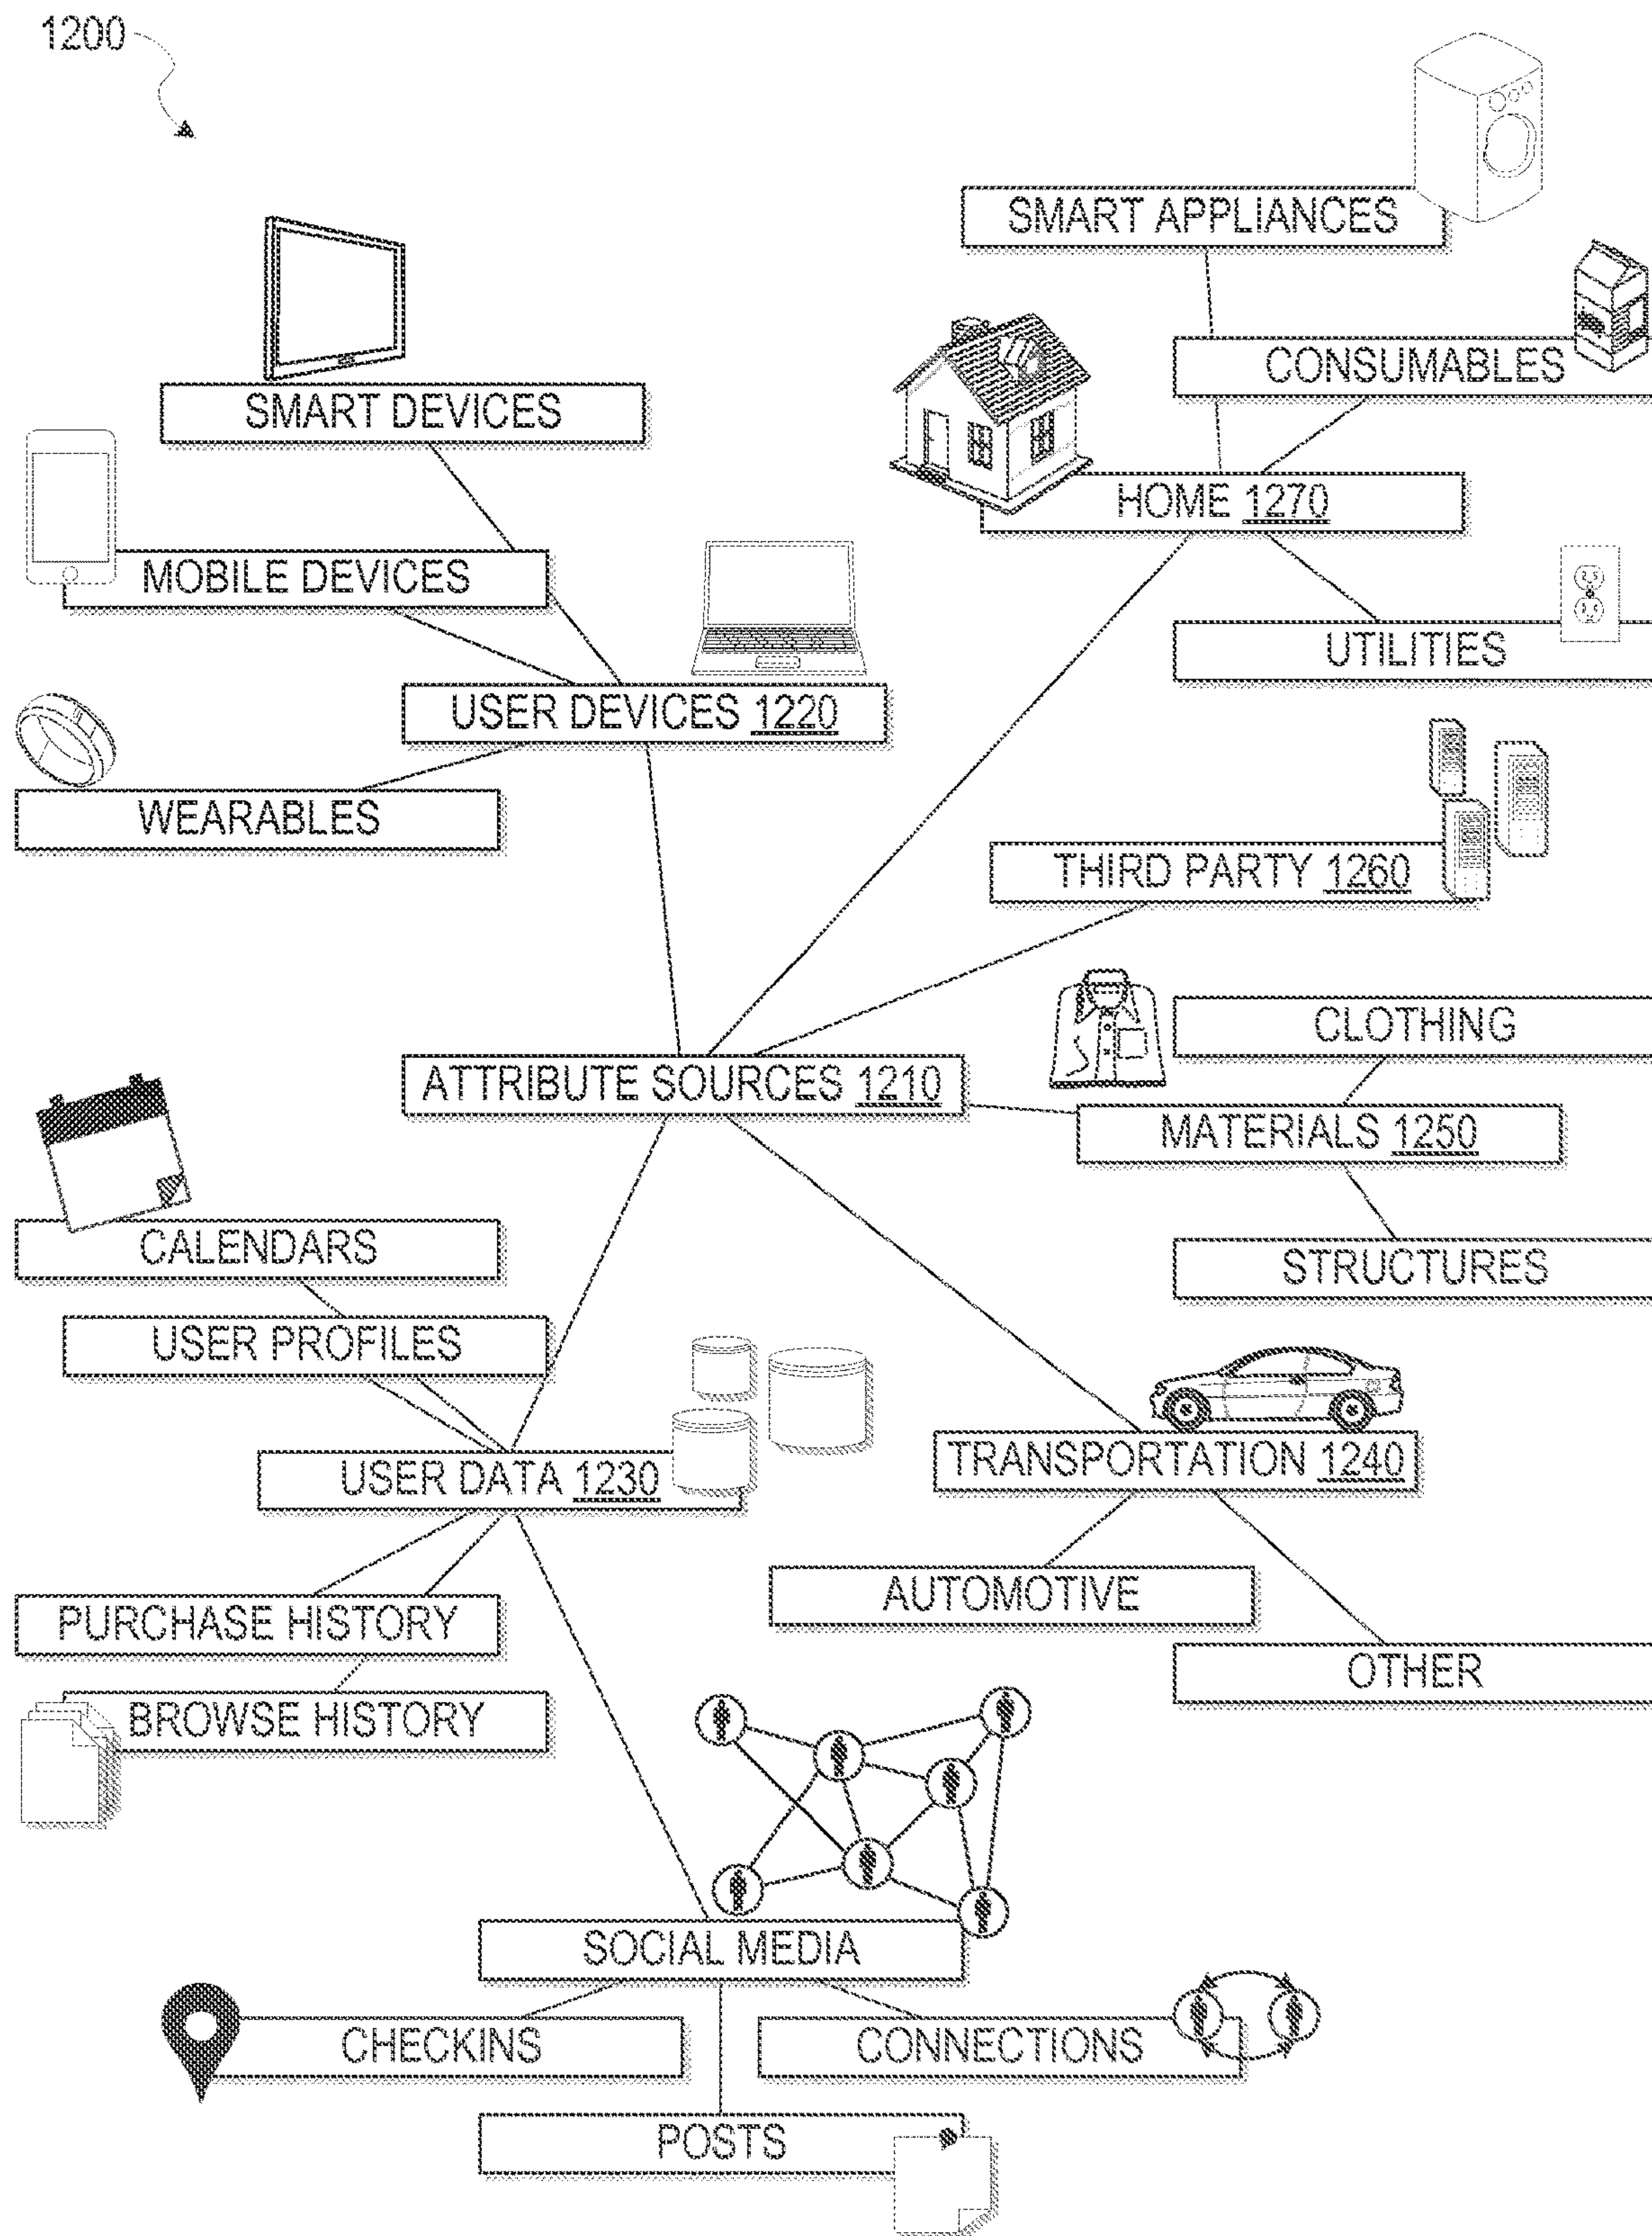 1200
SMART APPLIANCES
CONSUMABLES
SMART DEVICES
HOME 1270
MOBILE DEVICES
UTILITIES
USER DEVICES 1220
WEARABLES
THIRD PARTY 1260
CLOTHING
ATTRIBUTE SOURCES 1210
MATERIALS 1250
CALENDARS
STRUCTURES
USER PROFILES
USER DATA 1230
TRANSPORTATION 1240
AUTOMOTIVE
PURCHASE HISTORY
OTHER
BROWSE HISTORY
SOCIAL MEDIA
CHECKINS
CONNECTIONS
POSTS